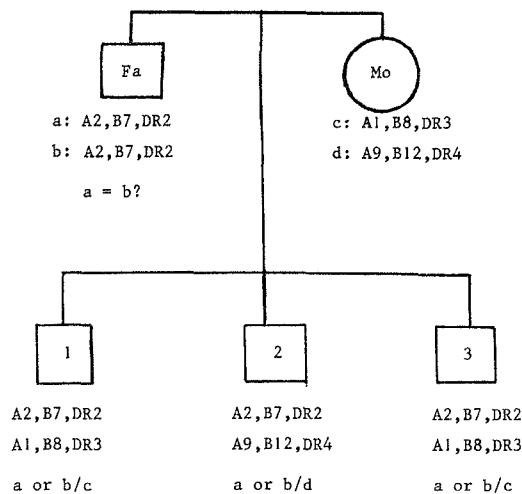 Fa
Mo
a: A2,B7,DR2
b: A2,B7,DR2
a = b?
c: A1,B8,DR3
d: A9,B12,DR4
1
2
3
A2,B7,DR2
A1,B8,DR3
a or b/c
A2,B7,DR2
A9,B12,DR4
a or b/d
A2,B7,DR2
A1,B8,DR3
a or b/c